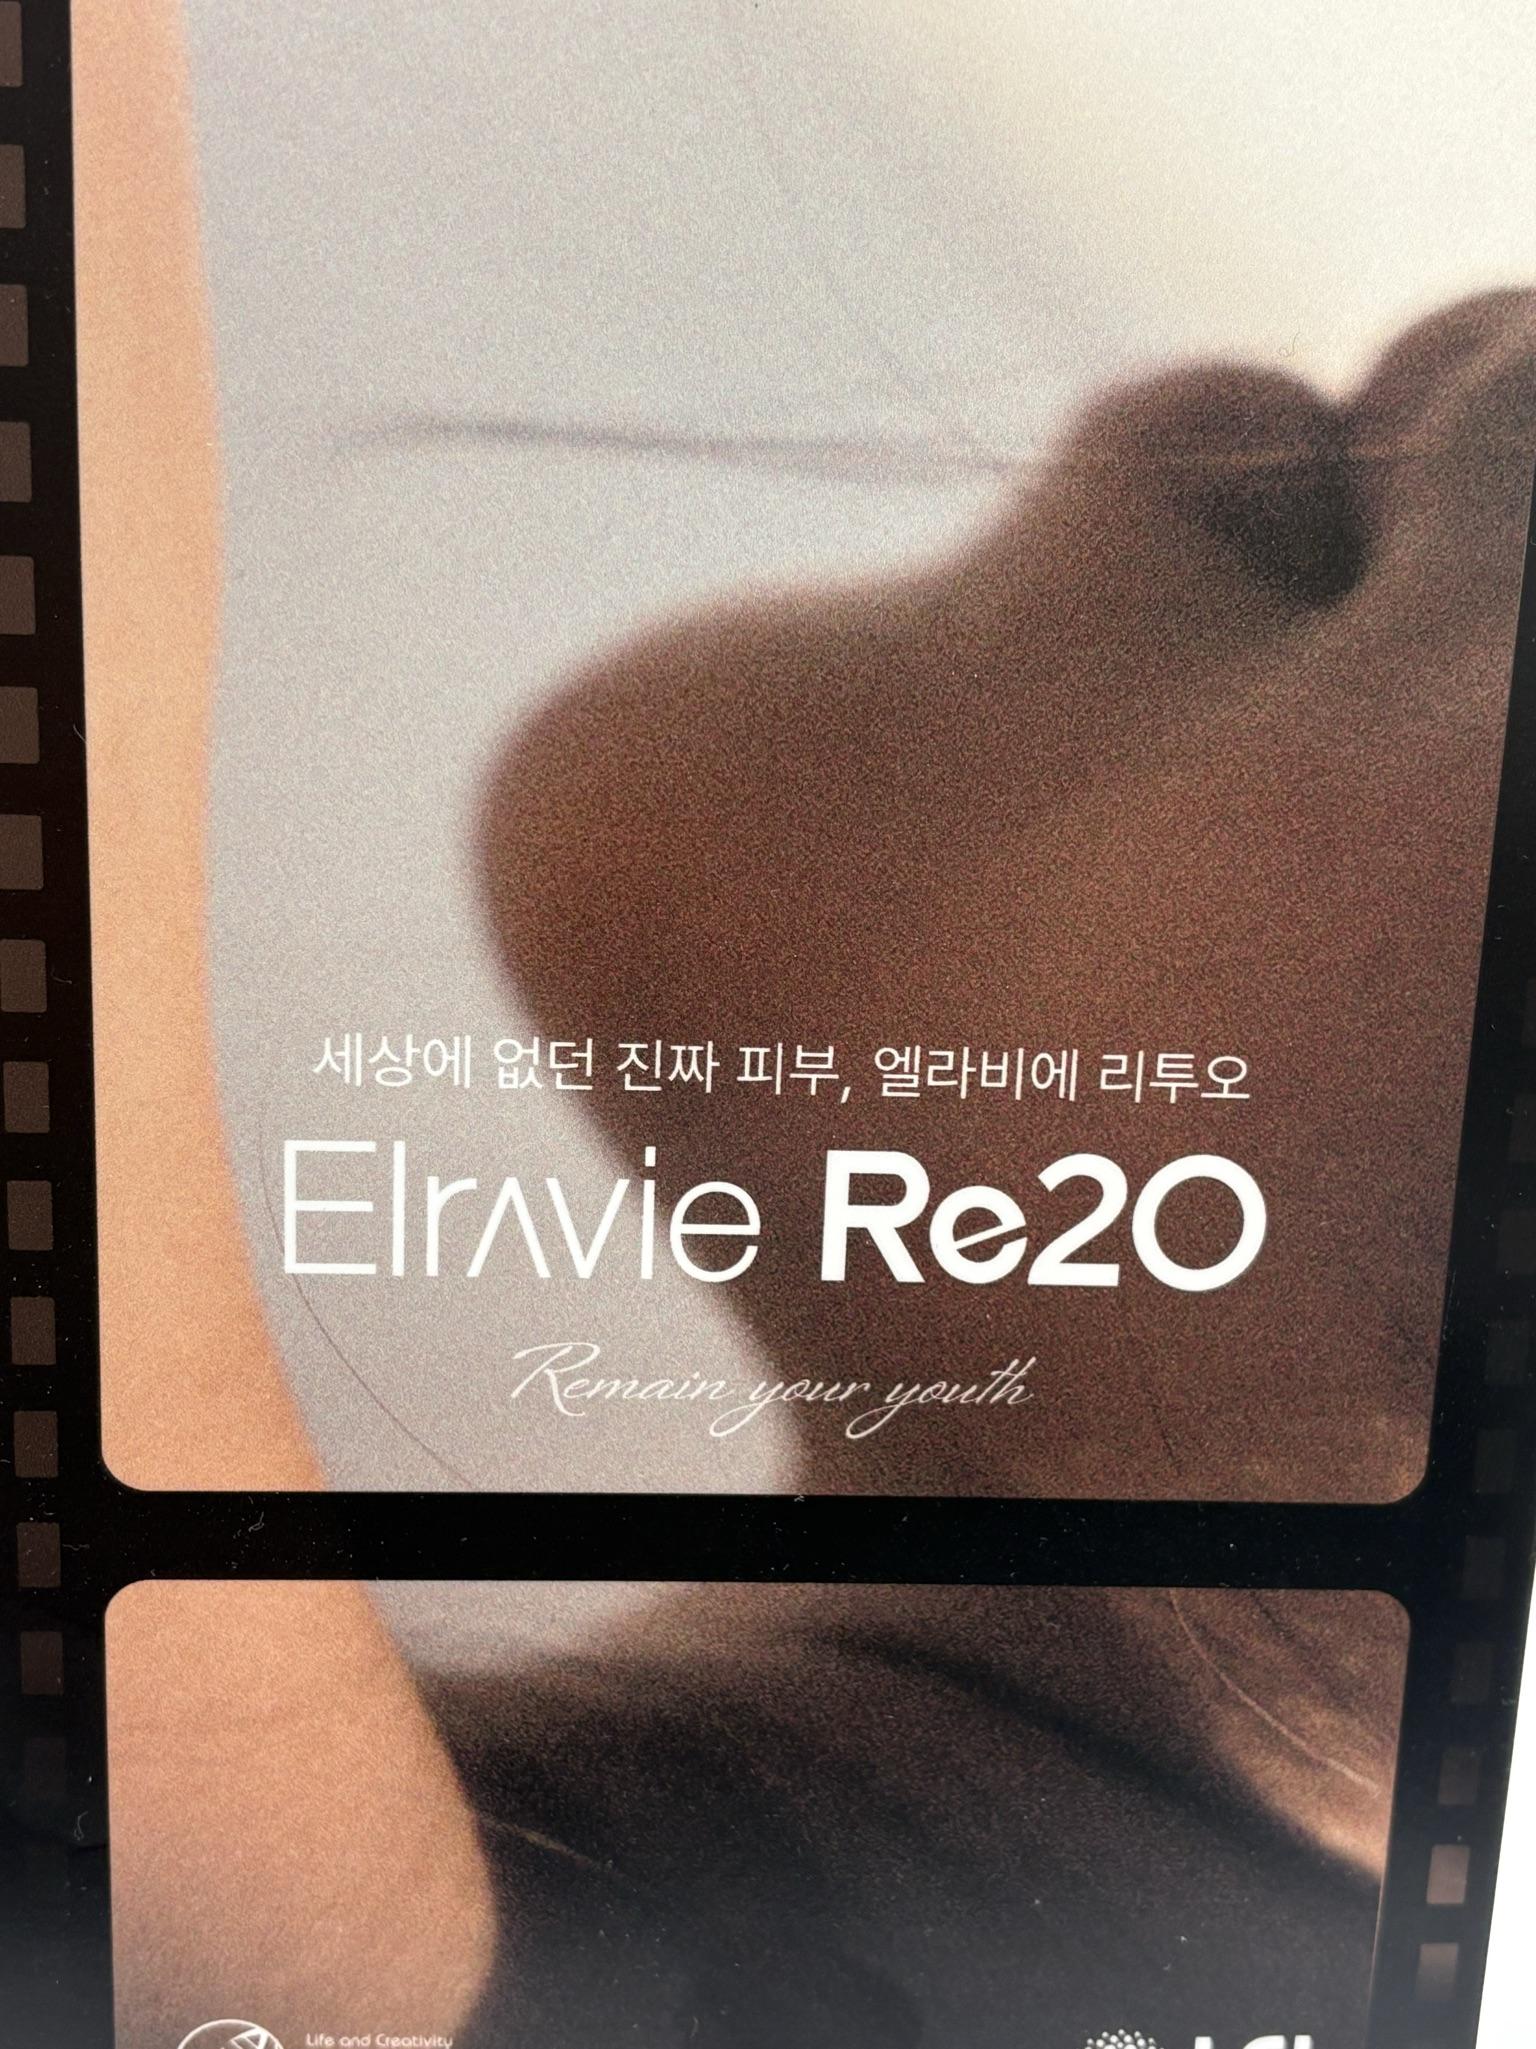 세상에 없던 진짜 피부, 엘라비에 리투오
Elravie Re2O
Remain your youth
Life and Creativity